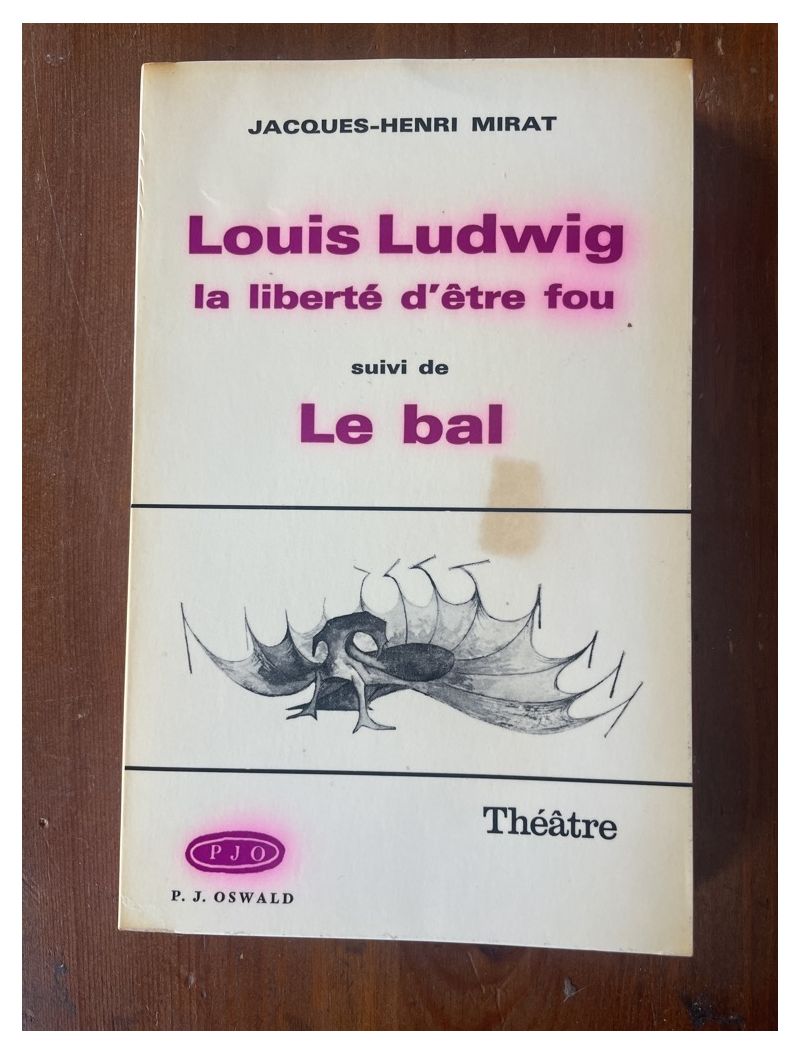 JACQUES-HENRI MIRAT
Louis Ludwig
la liberté d'être fou
suivi de
Le bal
Théâtre
PJO
P. J. OSWALD